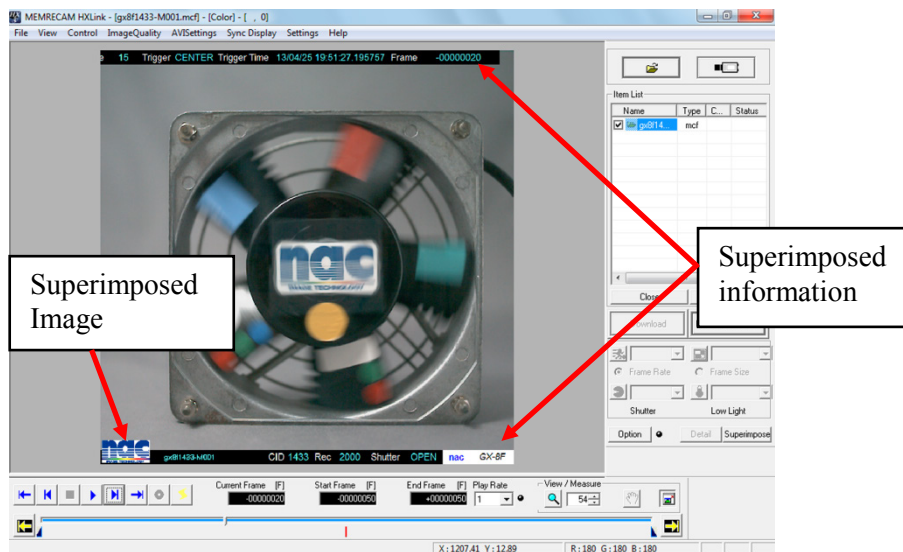 MEMRECAM HXLink - [gx8f1433-M001.mcf] - [Color] - [ , 0]
File View Control ImageQuality AVISettings Sync Display Settings Help
e 15 Trigger CENTER Trigger Time 13/04/25 19:51:27.195757 Frame -00000020
Item List
Name Type C... Status
gx8f14... mcf
nac
IMAGE TECHNOLOGY
Superimposed
Image
Superimposed
information
Close
Download
Frame Rate Frame Size
Shutter Low Light
Option Detail Superimpose
nac gx8f1433-M001 CID 1433 Rec 2000 Shutter OPEN nac GX-8F
Current Frame [F] Start Frame [F] End Frame [F] Play Rate View / Measure
-00000020 -00000050 +00000050 1 54
X : 1207.41 Y : 12.89 R : 180 G : 180 B : 180